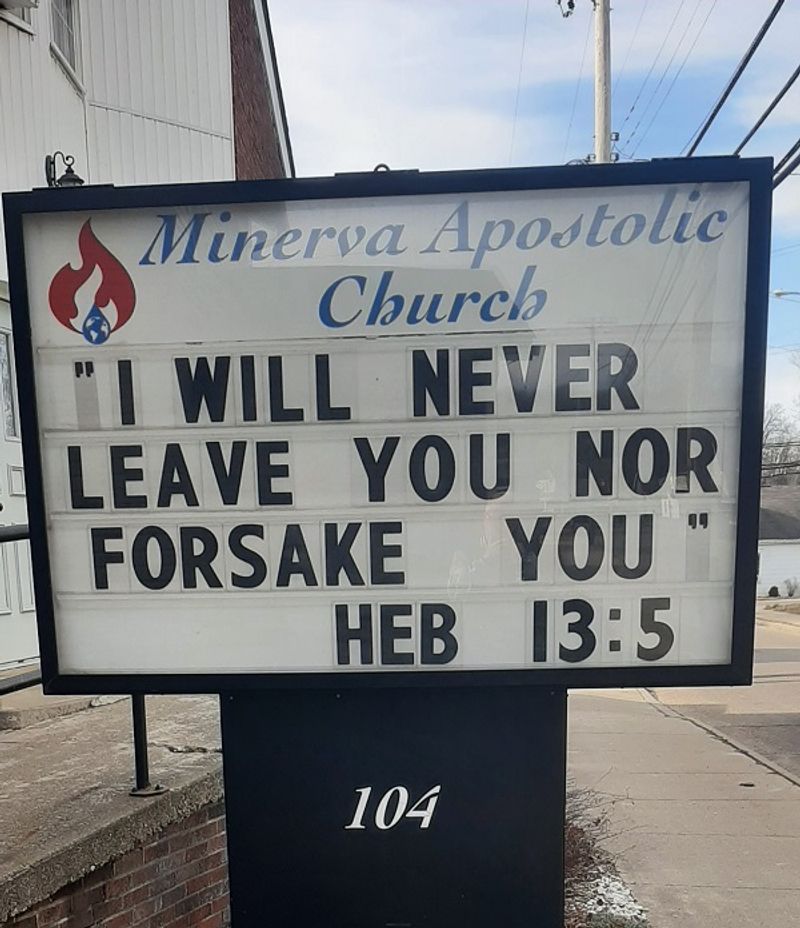 Minerva Apostolic
Church
"I WILL NEVER
LEAVE YOU NOR
FORSAKE YOU"
HEB 13:5
104